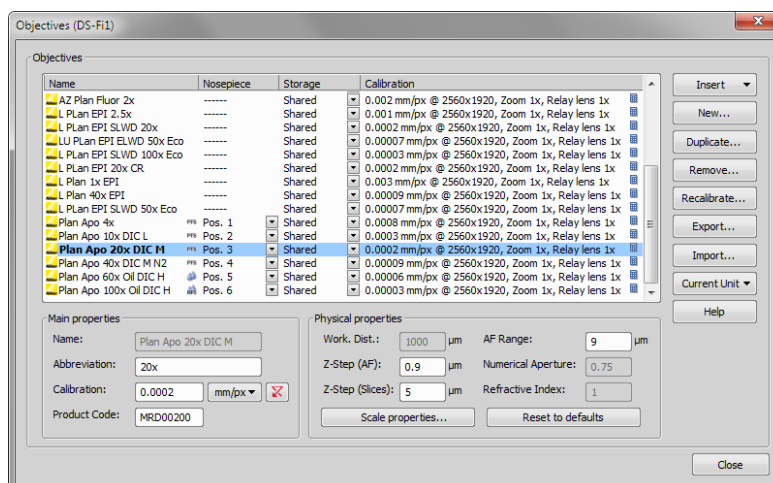 Objectives (DS-Fi1)
Objectives
Name Nosepiece Storage Calibration
AZ Plan Fluor 2x ------ Shared 0.002 mm/px @ 2560x1920, Zoom 1x, Relay lens 1x
L PLan EPI 2.5x ------ Shared 0.001 mm/px @ 2560x1920, Zoom 1x, Relay lens 1x
L PLan EPI SLWD 20x ------ Shared 0.0002 mm/px @ 2560x1920, Zoom 1x, Relay lens 1x
LU PLan EPI ELWD 50x Eco ------ Shared 0.00007 mm/px @ 2560x1920, Zoom 1x, Relay lens 1x
L PLan EPI SLWD 100x Eco ------ Shared 0.00003 mm/px @ 2560x1920, Zoom 1x, Relay lens 1x
L PLan EPI 20x CR ------ Shared 0.0002 mm/px @ 2560x1920, Zoom 1x, Relay lens 1x
L Plan 1x EPI ------ Shared 0.003 mm/px @ 2560x1920, Zoom 1x, Relay lens 1x
L Plan 40x EPI ------ Shared 0.00009 mm/px @ 2560x1920, Zoom 1x, Relay lens 1x
L PLan EPI SLWD 50x Eco ------ Shared 0.00007 mm/px @ 2560x1920, Zoom 1x, Relay lens 1x
Plan Apo 4x PFS Pos. 1 Shared 0.0008 mm/px @ 2560x1920, Zoom 1x, Relay lens 1x
Plan Apo 10x DIC L PFS Pos. 2 Shared 0.0004 mm/px @ 2560x1920, Zoom 1x, Relay lens 1x
Plan Apo 20x DIC M PFS Pos. 3 Shared 0.0002 mm/px @ 2560x1920, Zoom 1x, Relay lens 1x
Plan Apo 40x DIC M N2 PFS Pos. 4 Shared 0.00009 mm/px @ 2560x1920, Zoom 1x, Relay lens 1x
Plan Apo 60x Oil DIC H Pos. 5 Shared 0.00006 mm/px @ 2560x1920, Zoom 1x, Relay lens 1x
Plan Apo 100x Oil DIC H Pos. 6 Shared 0.00003 mm/px @ 2560x1920, Zoom 1x, Relay lens 1x
Insert
New...
Duplicate...
Remove...
Recalibrate...
Export...
Import...
Current Unit
Help
Main properties
Name: Plan Apo 20x DIC M
Abbreviation: 20x
Calibration: 0.0002 mm/px
Product Code: MRD00200
Physical properties
Work. Dist.: 1000 µm AF Range: 9 µm
Z-Step (AF): 0.9 µm Numerical Aperture: 0.75
Z-Step (Slices): 5 µm Refractive Index: 1
Scale properties... Reset to defaults
Close